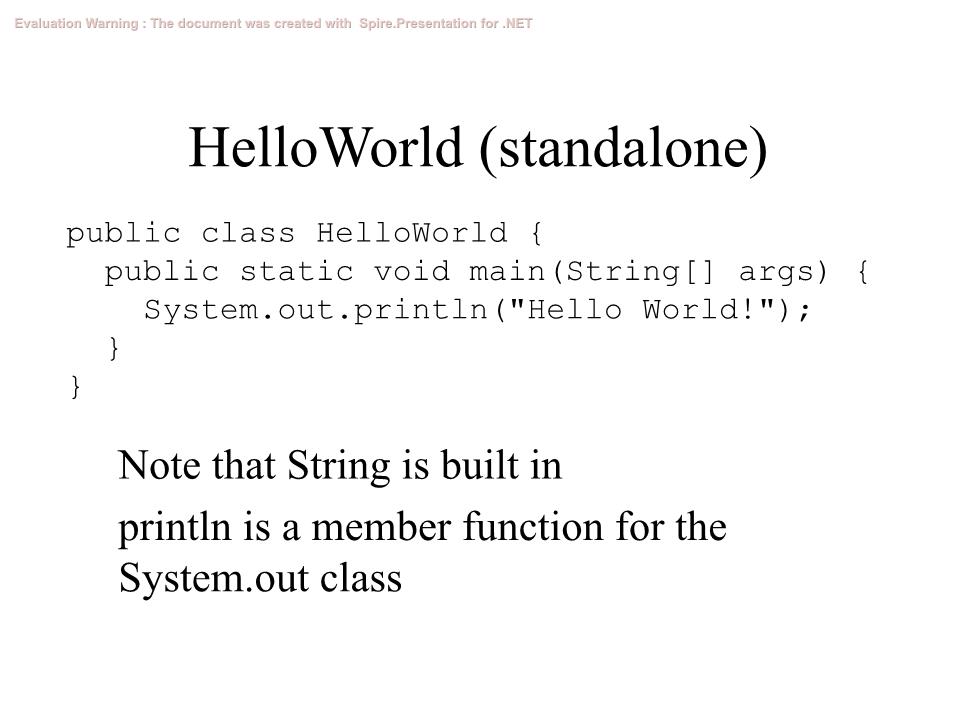 Evaluation Warning : The document was created with  Spire.Presentation for .NET
HelloWorld (standalone)
public class HelloWorld {
  public static void main(String[] args) {
    System.out.println("Hello World!");
  }
}
Note that String is built in
println is a member function for the
System.out class